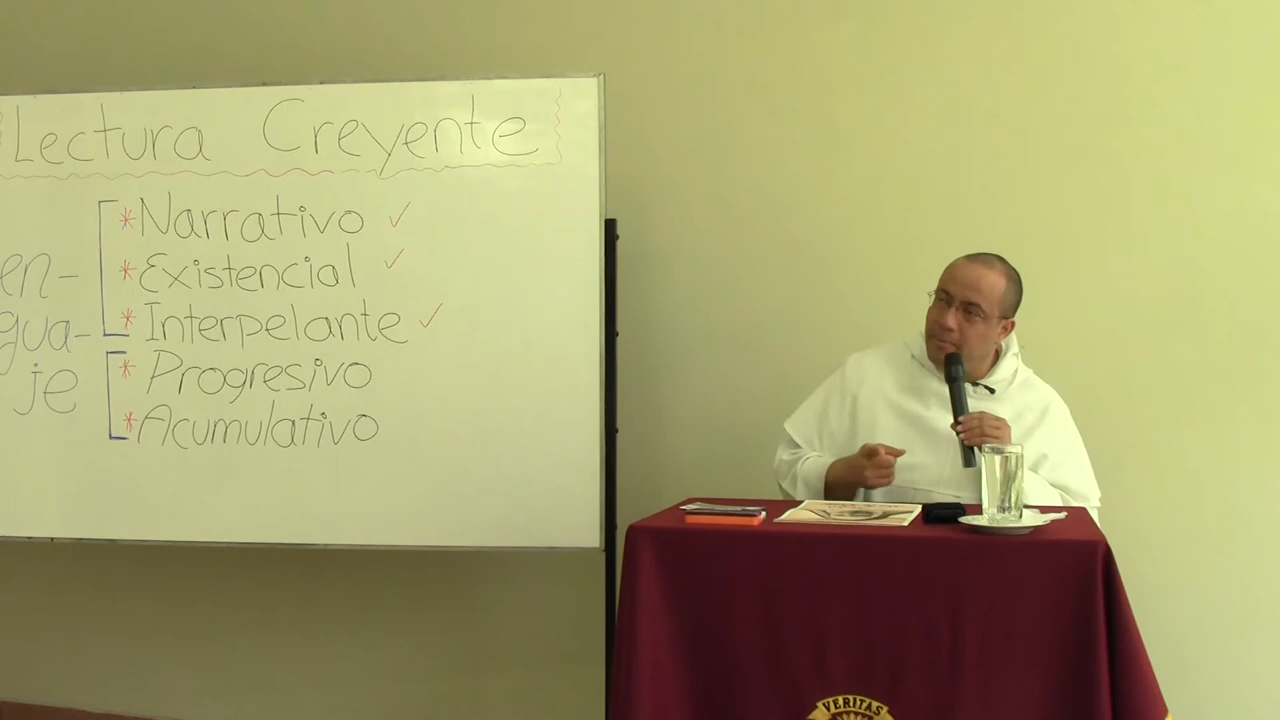 Lectura Creyente
*Narrativo ✓
*Existencial ✓
*Interpelante ✓
*Progresivo
*Acumulativo
en-
gua-
je
VERITAS